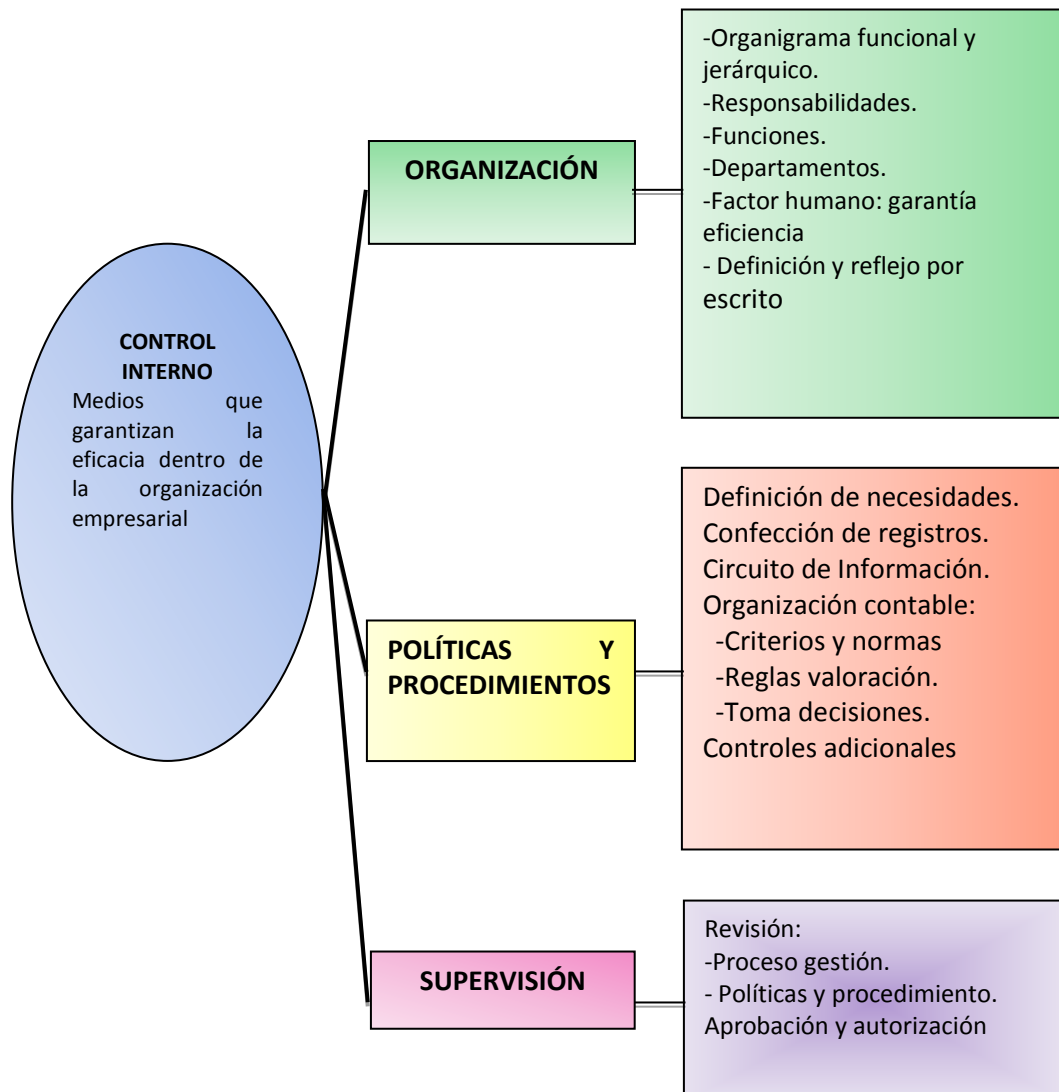 CONTROL
INTERNO
Medios que
garantizan la
eficacia dentro de
la organización
empresarial
ORGANIZACIÓN
-Organigrama funcional y
jerárquico.
-Responsabilidades.
-Funciones.
-Departamentos.
-Factor humano: garantía
eficiencia
- Definición y reflejo por
escrito
POLÍTICAS Y
PROCEDIMIENTOS
Definición de necesidades.
Confección de registros.
Circuito de Información.
Organización contable:
-Criterios y normas
-Reglas valoración.
-Toma decisiones.
Controles adicionales
SUPERVISIÓN
Revisión:
-Proceso gestión.
- Políticas y procedimiento.
Aprobación y autorización